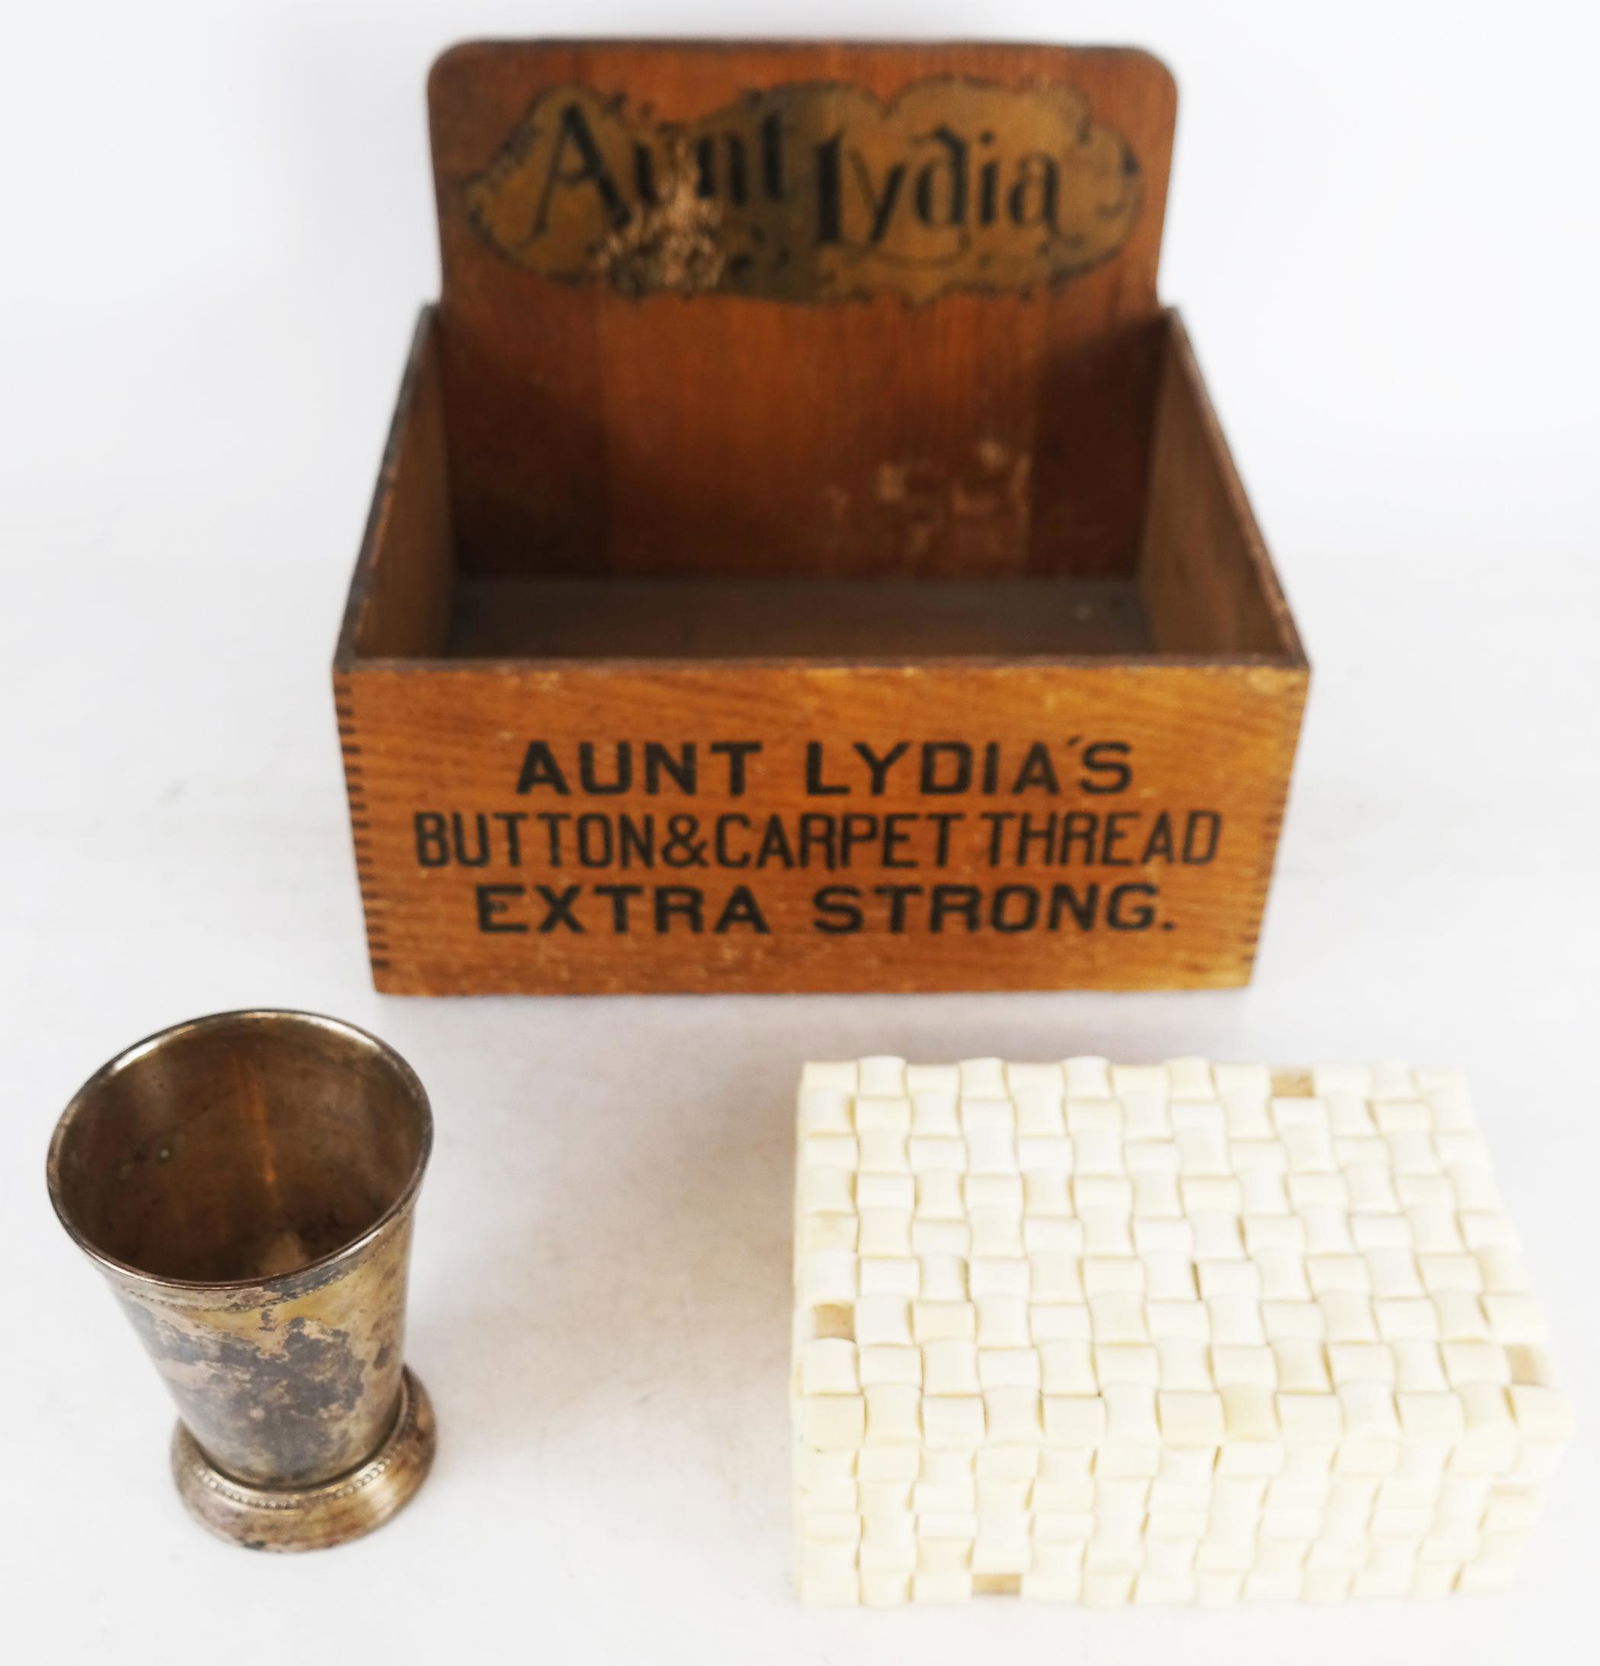 Aunt Lydia
AUNT LYDIA'S
BUTTON&CARPET THREAD
EXTRA STRONG.